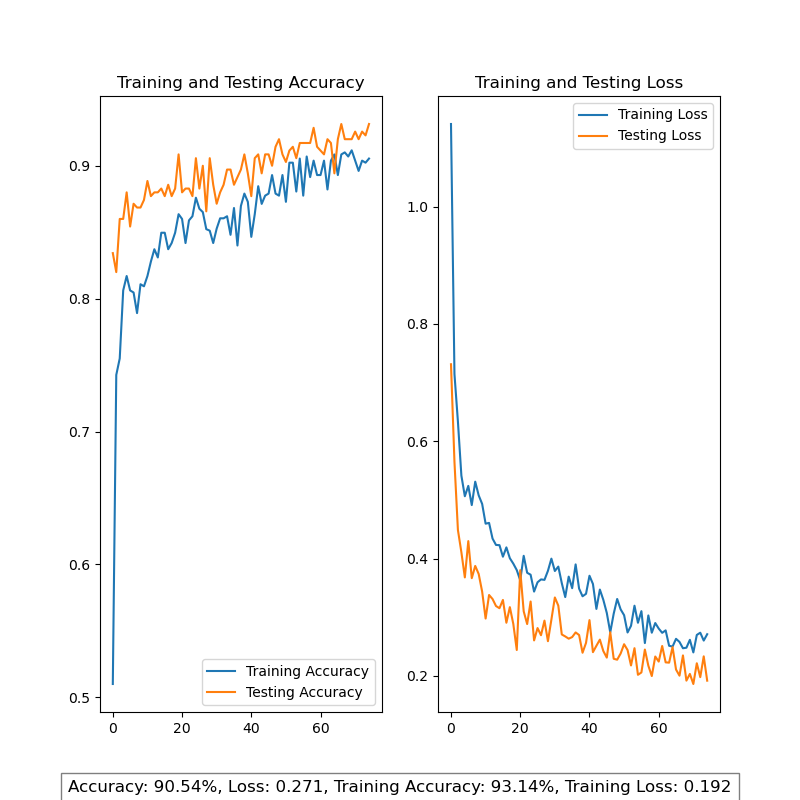 Training and Testing Accuracy
0.9
0.8
0.7
0.6
0.5
0
20
40
60
Training Accuracy
Testing Accuracy
Training and Testing Loss
1.0
0.8
0.6
0.4
0.2
0
20
40
60
Training Loss
Testing Loss
Accuracy: 90.54%, Loss: 0.271, Training Accuracy: 93.14%, Training Loss: 0.192